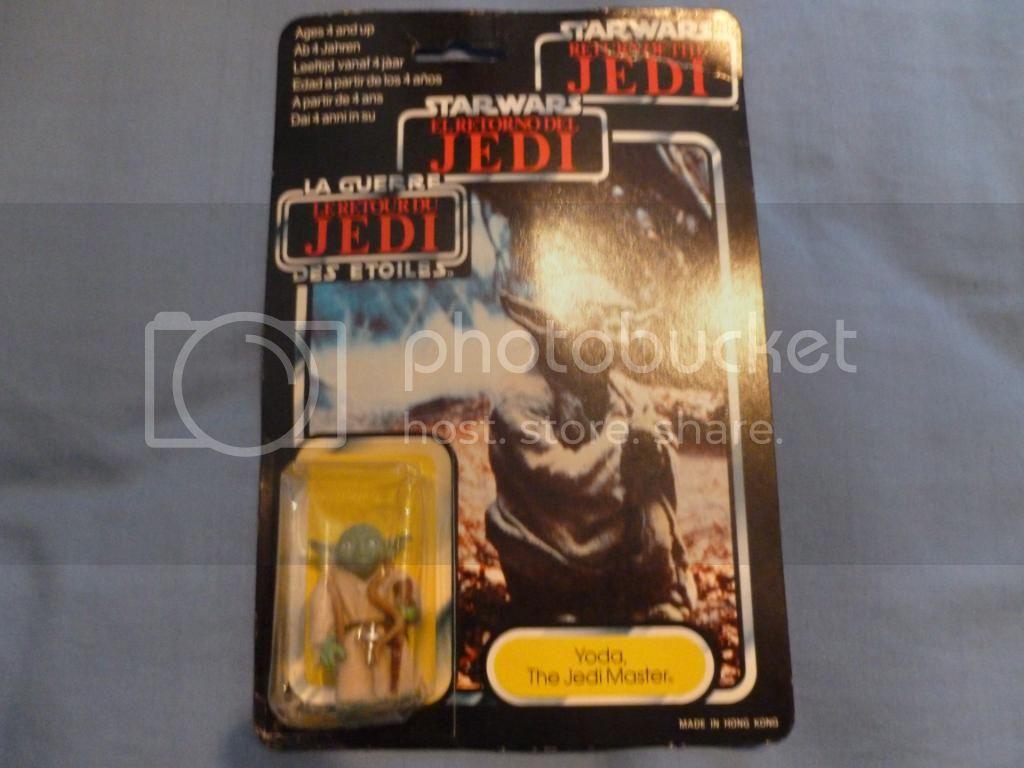 Ages 4 and up
Ab 4 Jahren
Leeftijd vanaf 4 jaar
Edad a partir de los 4 años
A partir de 4 ans
Dai 4 anni in su
STAR WARS
RETURN OF THE
JEDI
STAR WARS
EL RETORNO DEL
JEDI
LA GUERRE
LE RETOUR DU
JEDI
DES ETOILES
photobucket
host. store. share.
Yoda,
The Jedi Master
MADE IN HONG KONG